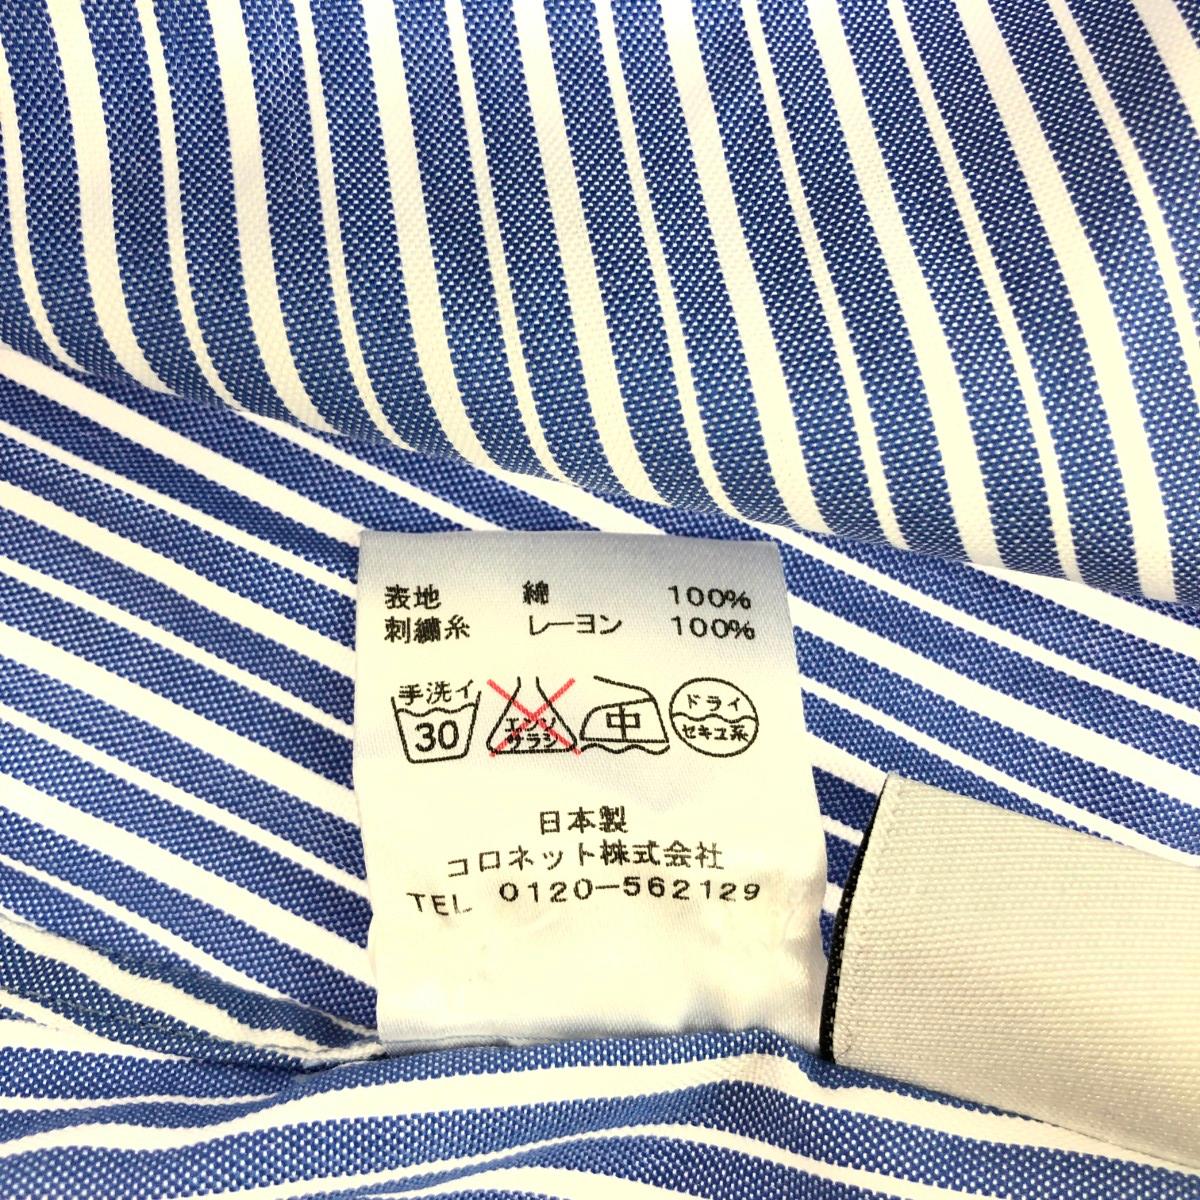 表地 綿 100%
刺繍糸 レーヨン 100%
手洗イ 30 エンソサラシ 中 ドライ セキユ系
日本製
コロネット株式会社
TEL 0120-562129